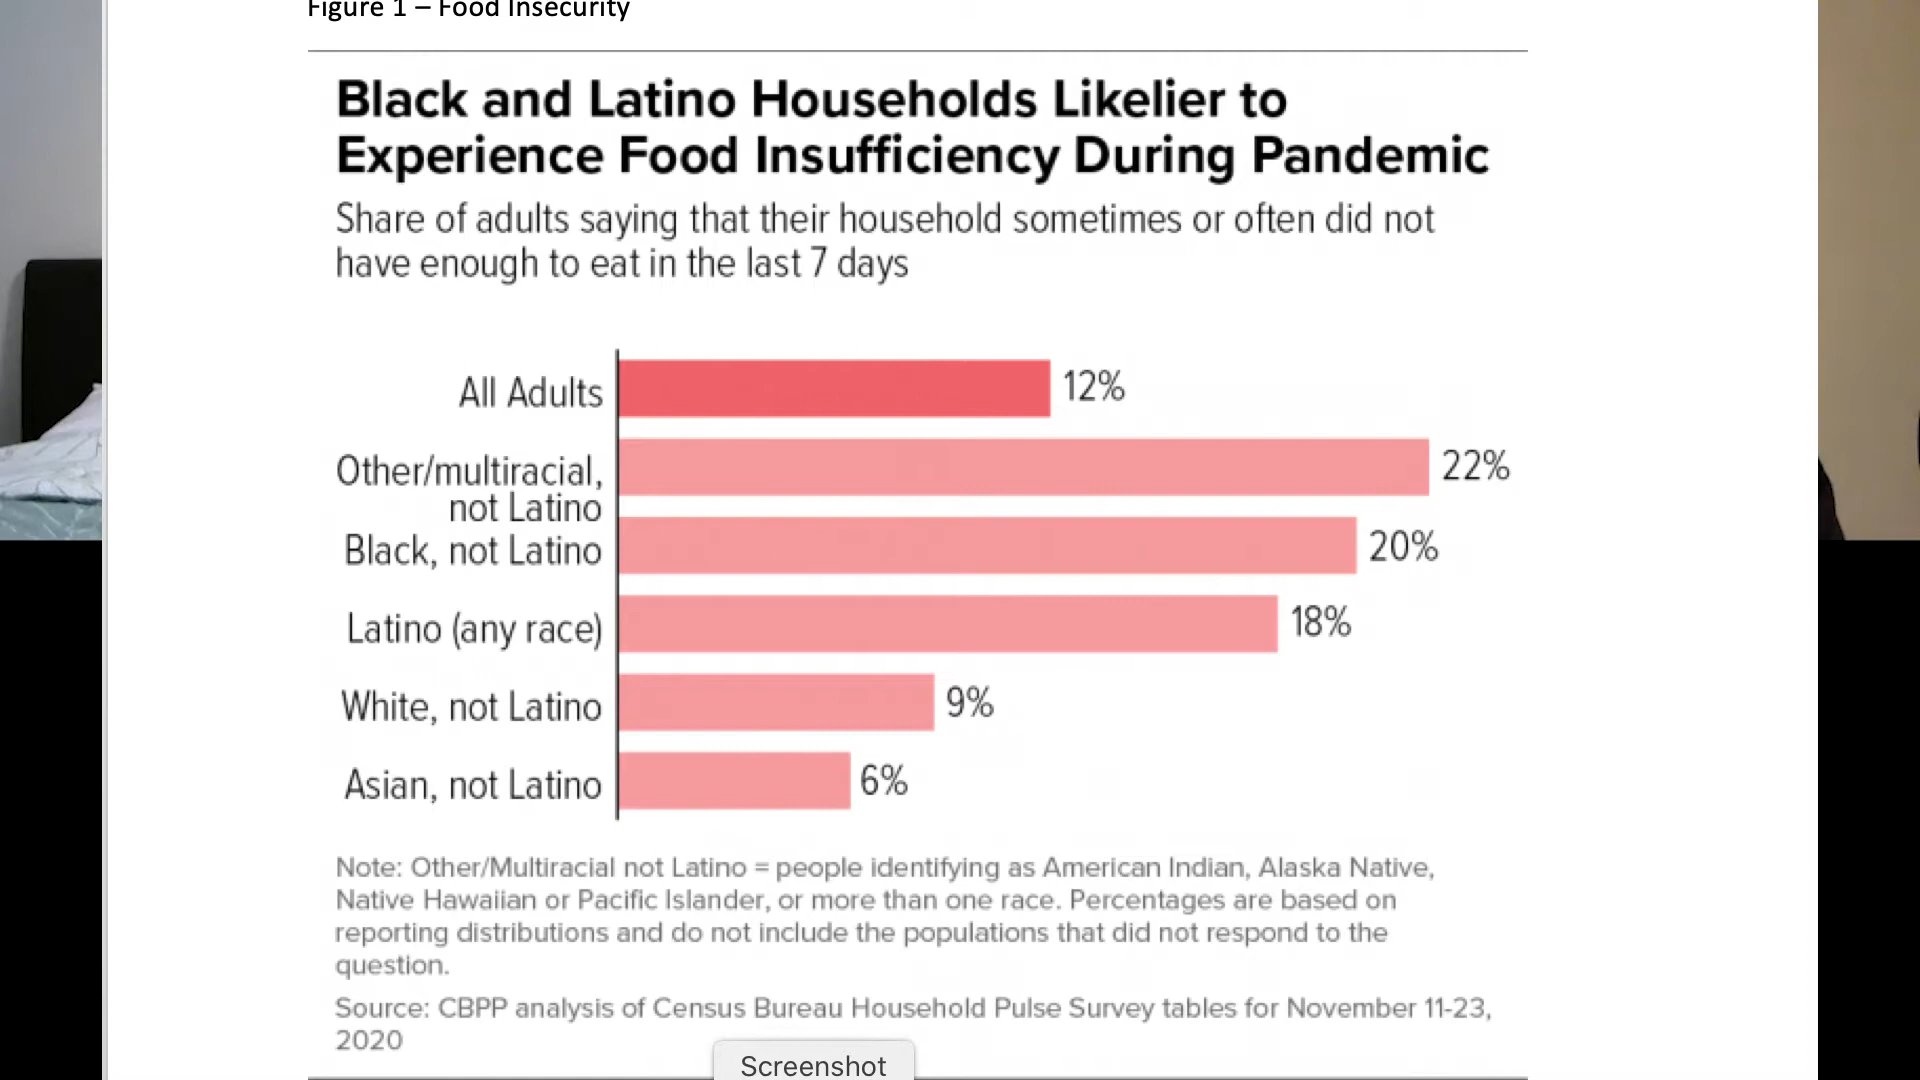 Figure 1 – Food Insecurity
Black and Latino Households Likelier to
Experience Food Insufficiency During Pandemic
Share of adults saying that their household sometimes or often did not
have enough to eat in the last 7 days
All Adults 12%
Other/multiracial, 22%
not Latino
Black, not Latino 20%
Latino (any race) 18%
White, not Latino 9%
Asian, not Latino 6%
Note: Other/Multiracial not Latino = people identifying as American Indian, Alaska Native,
Native Hawaiian or Pacific Islander, or more than one race. Percentages are based on
reporting distributions and do not include the populations that did not respond to the
question.
Source: CBPP analysis of Census Bureau Household Pulse Survey tables for November 11-23,
2020
Screenshot